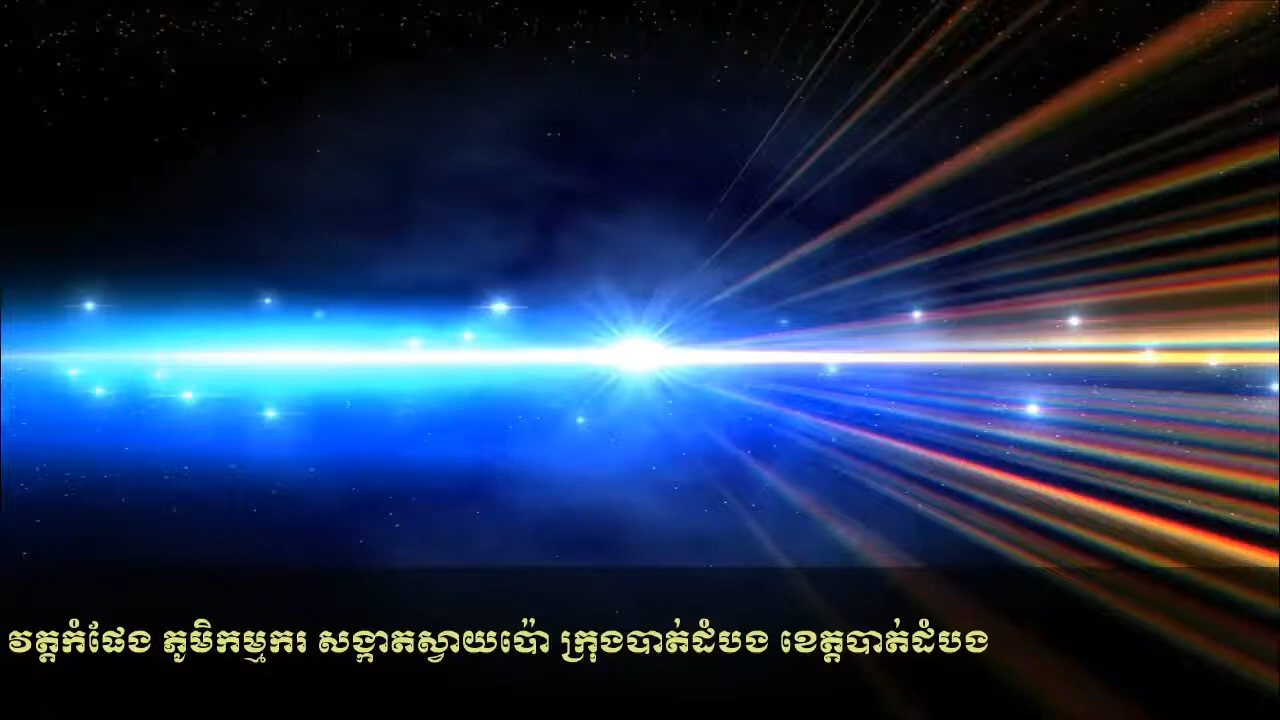 វត្តកំផែង ភូមិកម្មករ សង្កាតស្វាយប៉ោ ក្រុងបាត់ដំបង ខេត្តបាត់ដំបង